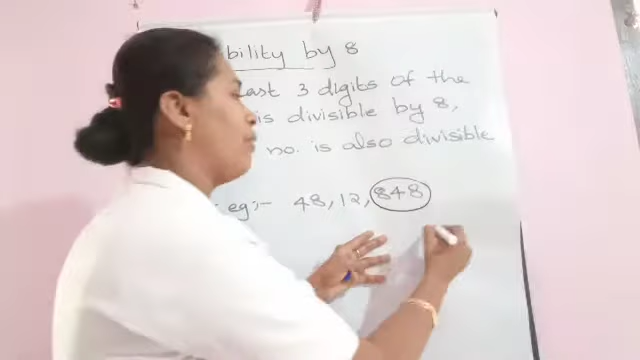 bility by 8
last 3 digits of the
is divisible by 8,
no. is also divisible
eg:- 48,12,848